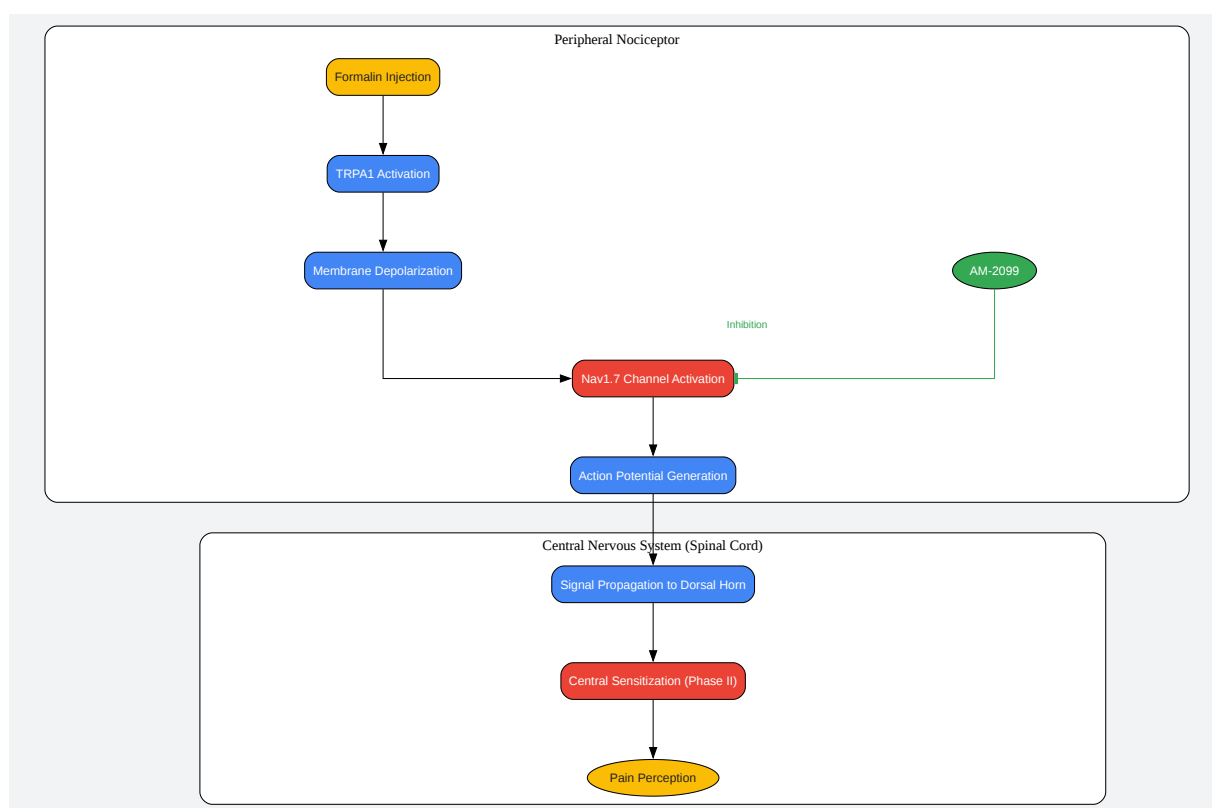 Peripheral Nociceptor
Formalin Injection
TRPA1 Activation
Membrane Depolarization
AM-2099
Inhibition
Nav1.7 Channel Activation
Action Potential Generation
Central Nervous System (Spinal Cord)
Signal Propagation to Dorsal Horn
Central Sensitization (Phase II)
Pain Perception